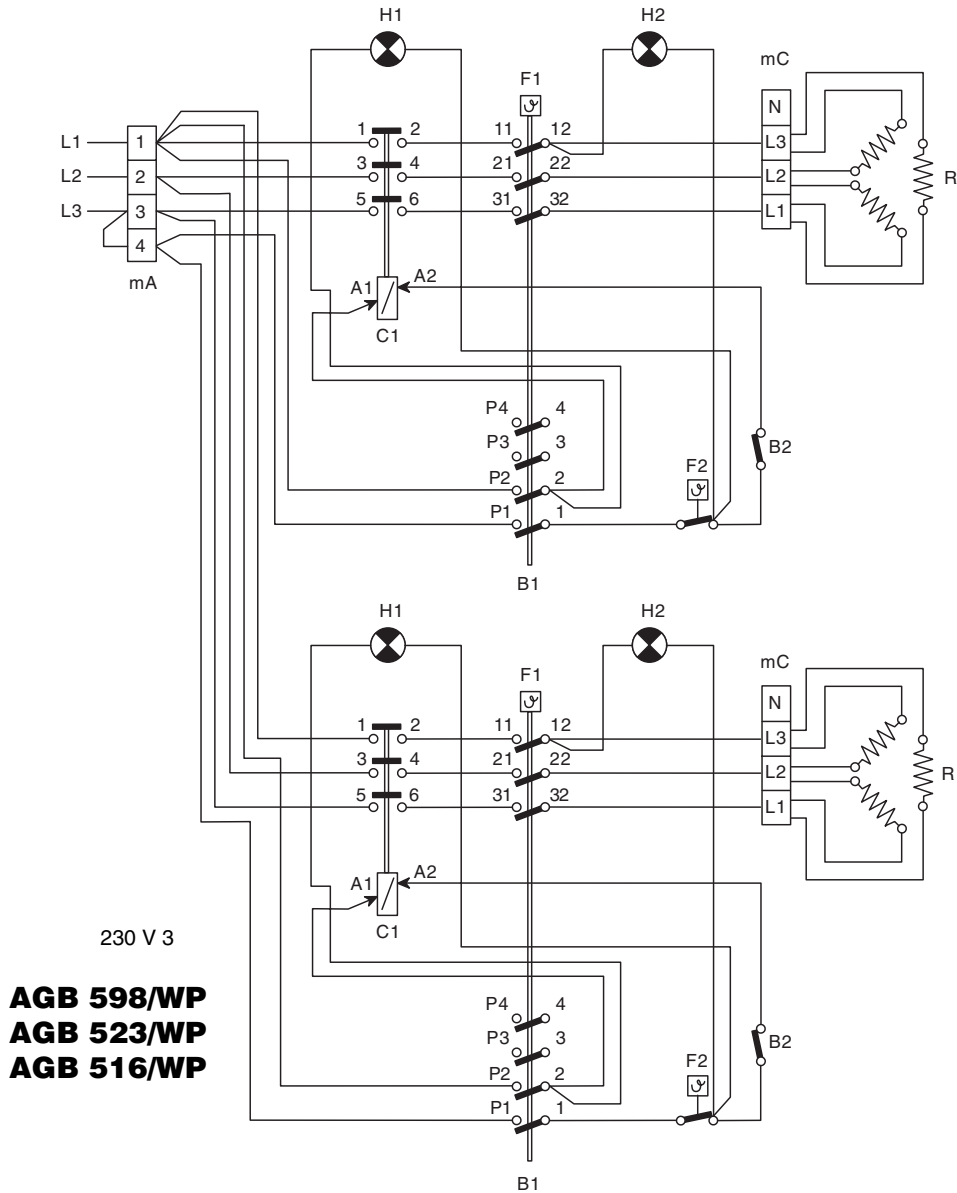 H1 H2
F1 mC
N
L1 1 1 2 11 12 L3
L2 2 3 4 21 22 L2 R
L3 3 5 6 31 32 L1
4
mA A1 A2
C1
P4 4
P3 3 B2
P2 2 F2
P1 1
B1
H1 H2
F1 mC
N
1 2 11 12 L3
3 4 21 22 L2 R
5 6 31 32 L1
A1 A2
C1
230 V 3
AGB 598/WP
P4 4
AGB 523/WP
P3 3 B2
AGB 516/WP
P2 2 F2
P1 1
B1